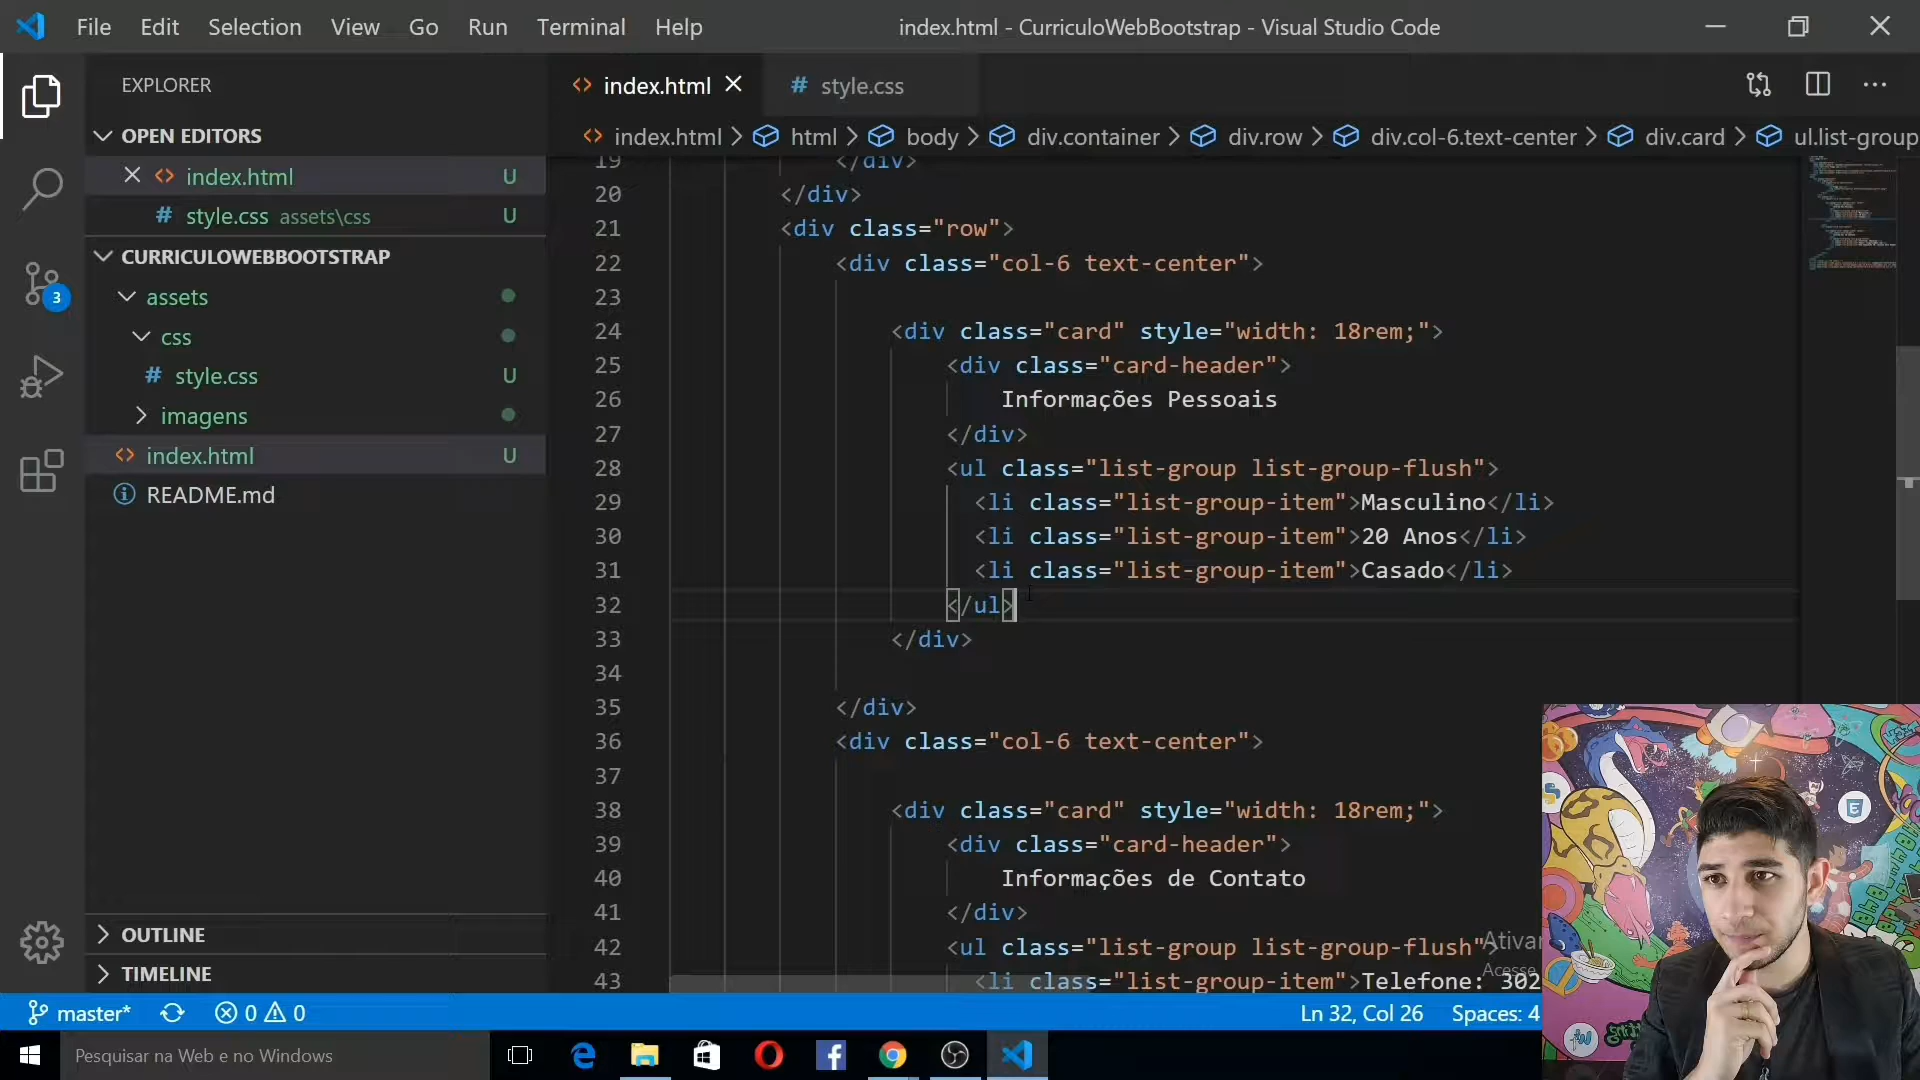 File Edit Selection View Go Run Terminal Help
index.html - CurriculoWebBootstrap - Visual Studio Code
EXPLORER
OPEN EDITORS
index.html U
style.css assets\css U
CURRICULOWEBBOOTSTRAP
assets
css
style.css U
imagens
index.html U
README.md
OUTLINE
TIMELINE
3
index.html
style.css
index.html > html > body > div.container > div.row > div.col-6.text-center > div.card > ul.list-group
19 </div>
20 </div>
21 <div class="row">
22 <div class="col-6 text-center">
23
24 <div class="card" style="width: 18rem;">
25 <div class="card-header">
26 Informações Pessoais
27 </div>
28 <ul class="list-group list-group-flush">
29 <li class="list-group-item">Masculino</li>
30 <li class="list-group-item">20 Anos</li>
31 <li class="list-group-item">Casado</li>
32 </ul>
33 </div>
34
35 </div>
36 <div class="col-6 text-center">
37
38 <div class="card" style="width: 18rem;">
39 <div class="card-header">
40 Informações de Contato
41 </div>
42 <ul class="list-group list-group-flush">
43 <li class="list-group-item">Telefone: 302
Ativar
Acesse
master* 0 0
Ln 32, Col 26 Spaces: 4
Pesquisar na Web e no Windows